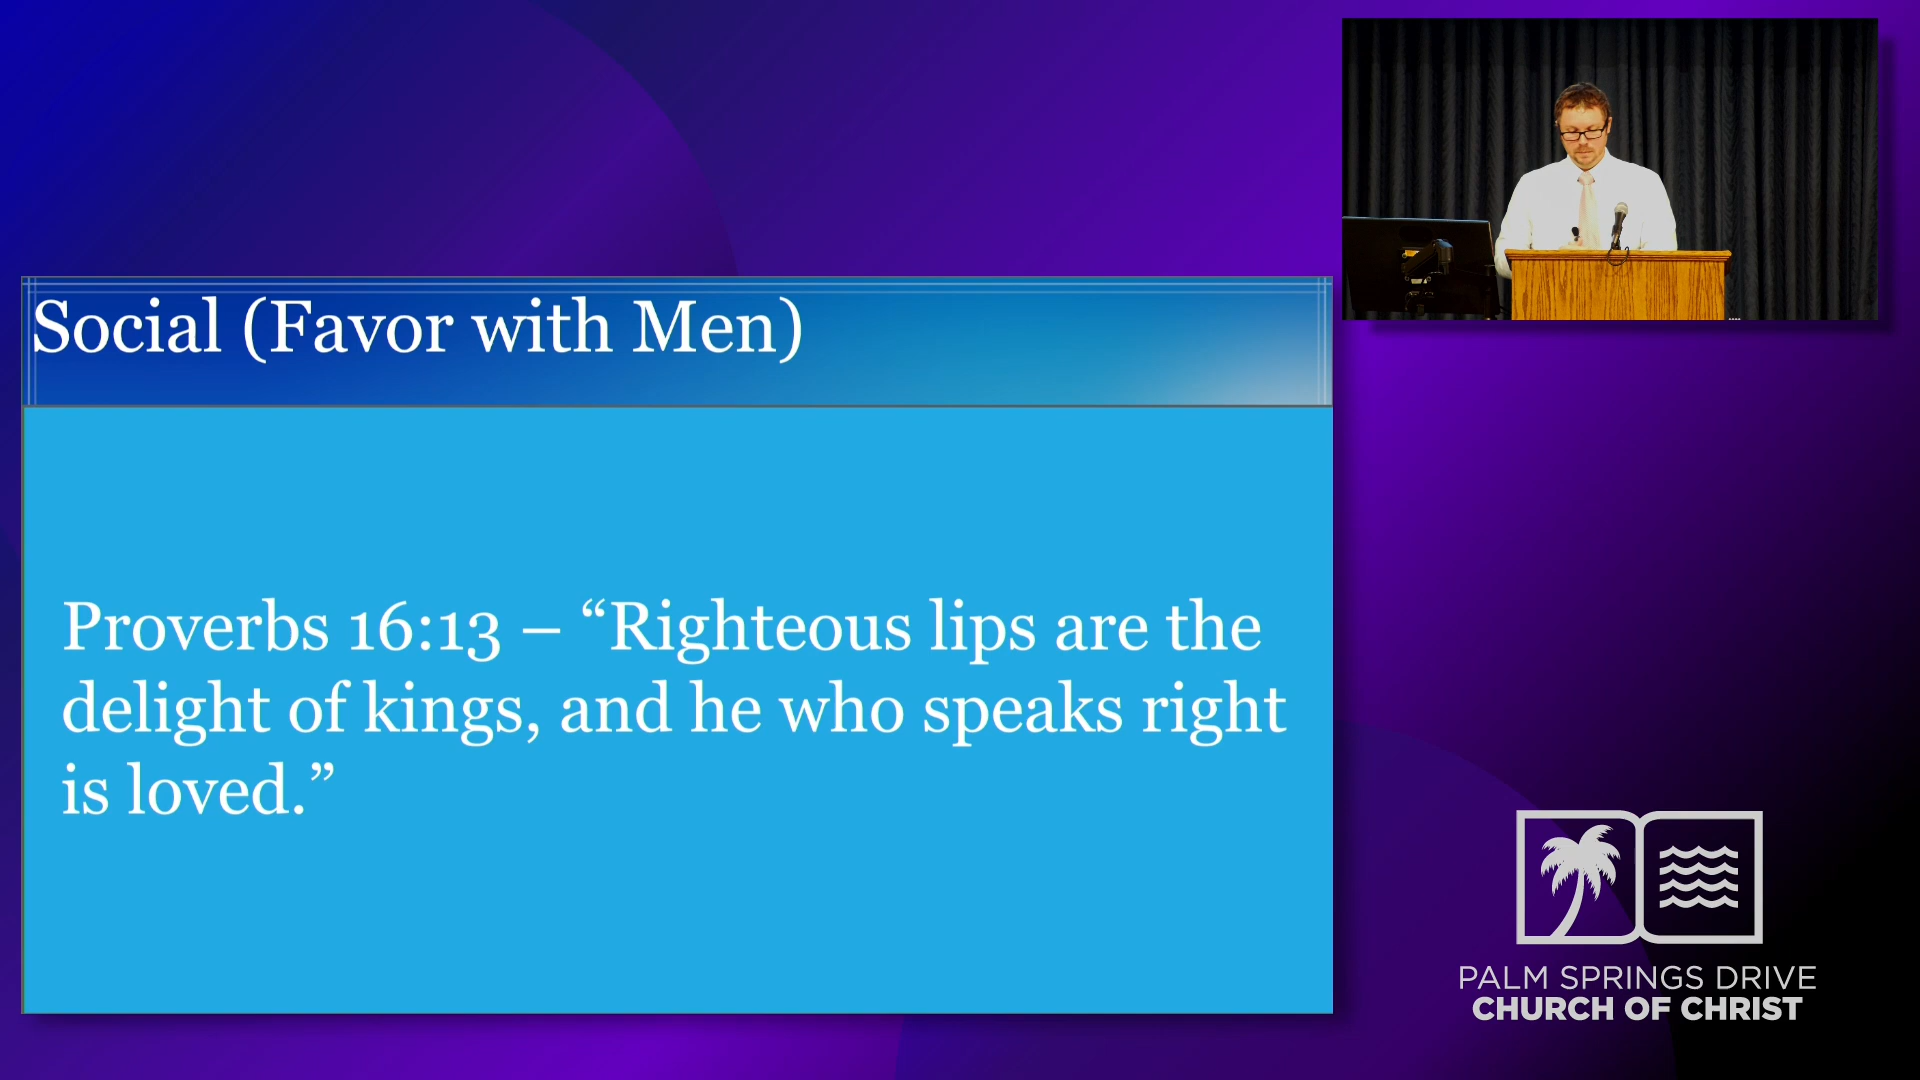 Social (Favor with Men)
Proverbs 16:13 – “Righteous lips are the
delight of kings, and he who speaks right
is loved.”
PALM SPRINGS DRIVE
CHURCH OF CHRIST